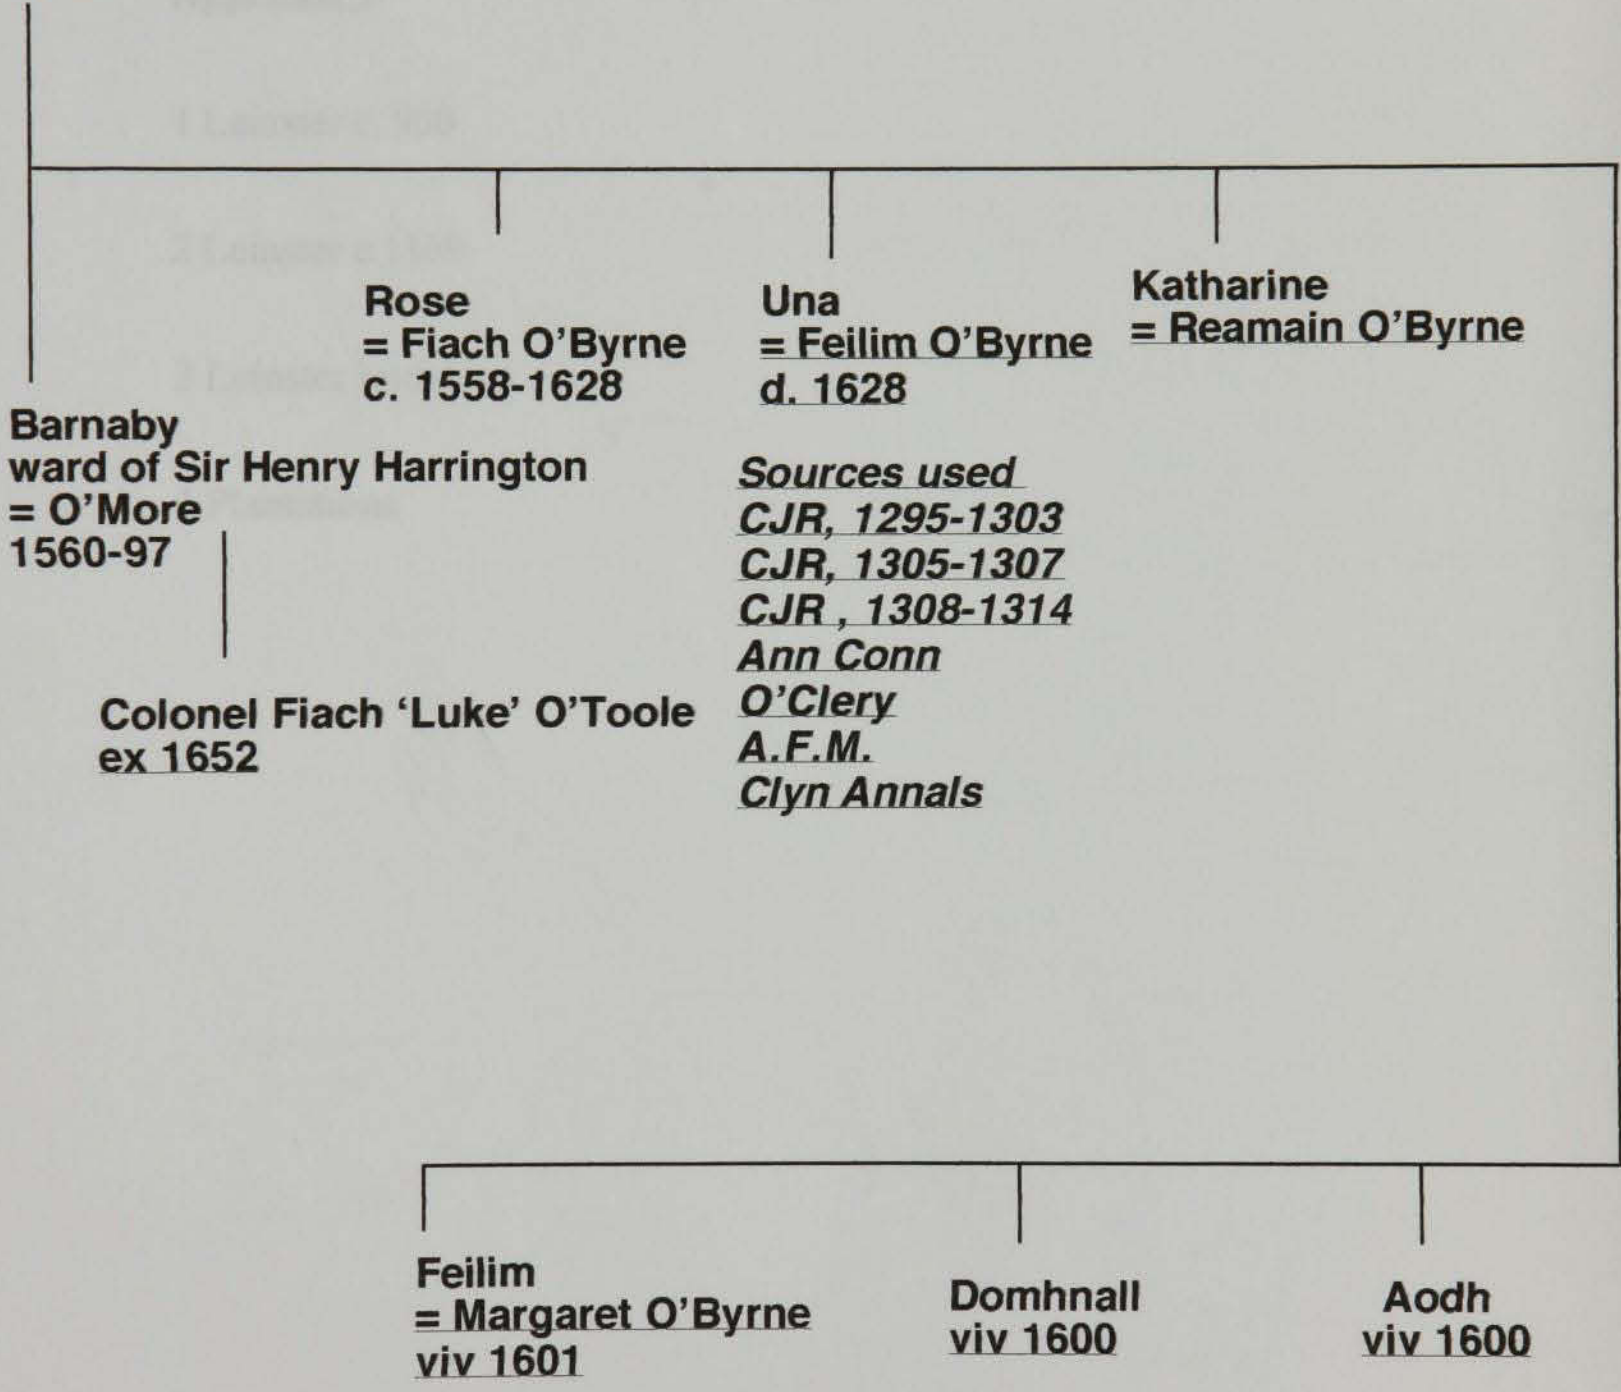 Rose
= Fiach O'Byrne
c. 1558-1628
Una
= Feilim O'Byrne
d. 1628
Katharine
= Reamain O'Byrne
Barnaby
ward of Sir Henry Harrington
= O'More
1560-97
Colonel Fiach ‘Luke’ O'Toole
ex 1652
Sources used
CJR, 1295-1303
CJR, 1305-1307
CJR , 1308-1314
Ann Conn
O'Clery
A.F.M.
Clyn Annals
Feilim
= Margaret O'Byrne
viv 1601
Domhnall
viv 1600
Aodh
viv 1600